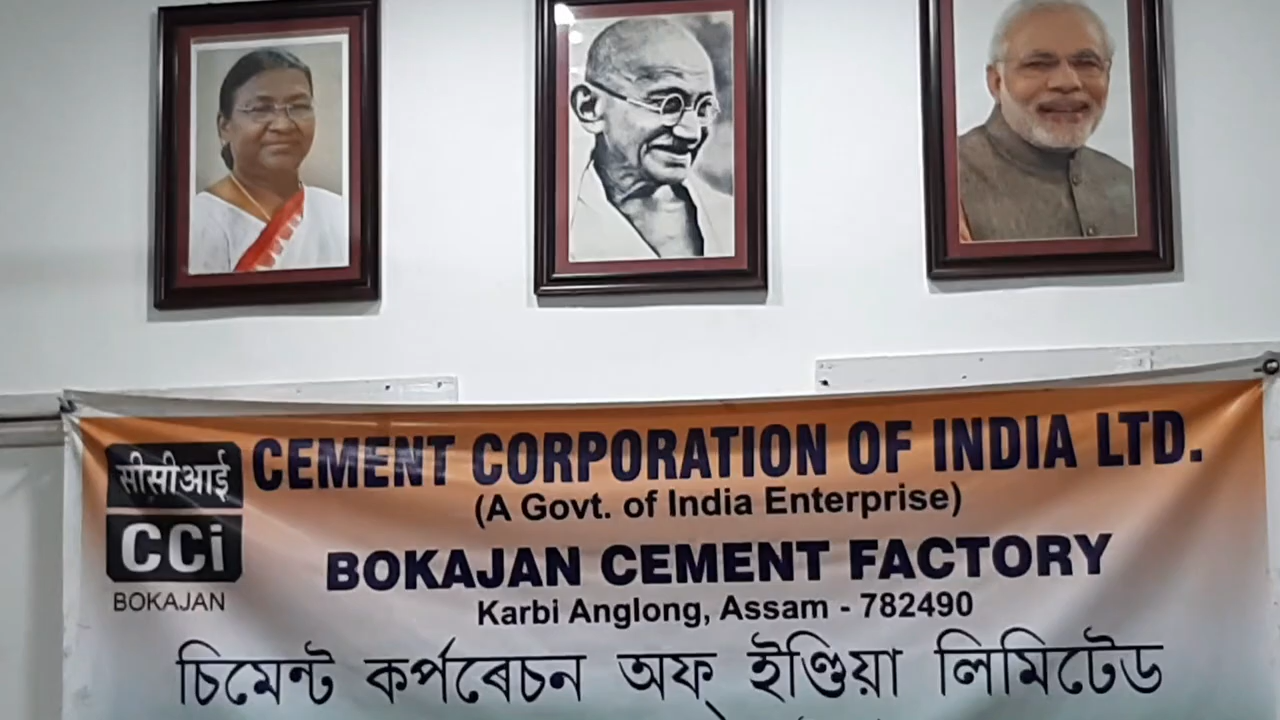 सीसीआई
CCi
BOKAJAN
CEMENT CORPORATION OF INDIA LTD.
(A Govt. of India Enterprise)
BOKAJAN CEMENT FACTORY
Karbi Anglong, Assam - 782490
চিমেন্ট কৰ্পৰেচন অফ্ ইণ্ডিয়া লিমিটেড